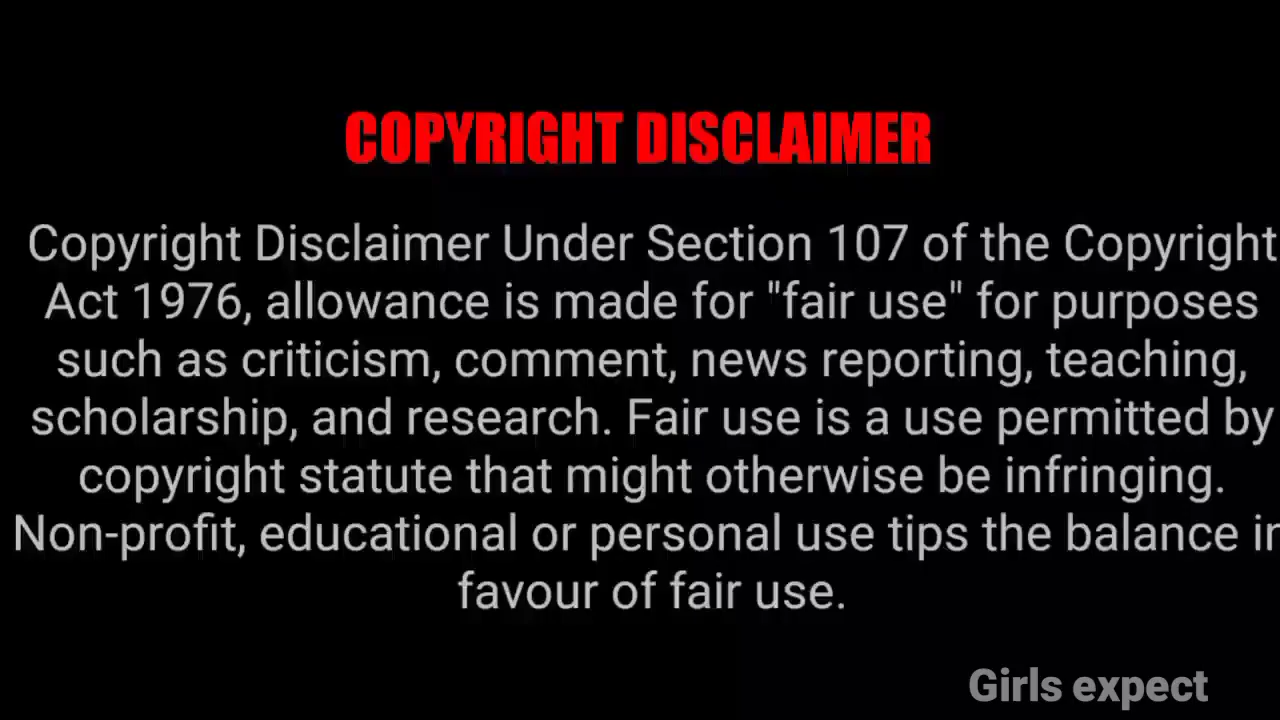 COPYRIGHT DISCLAIMER
Copyright Disclaimer Under Section 107 of the Copyright
Act 1976, allowance is made for "fair use" for purposes
such as criticism, comment, news reporting, teaching,
scholarship, and research. Fair use is a use permitted by
copyright statute that might otherwise be infringing.
Non-profit, educational or personal use tips the balance in
favour of fair use.
Girls expect